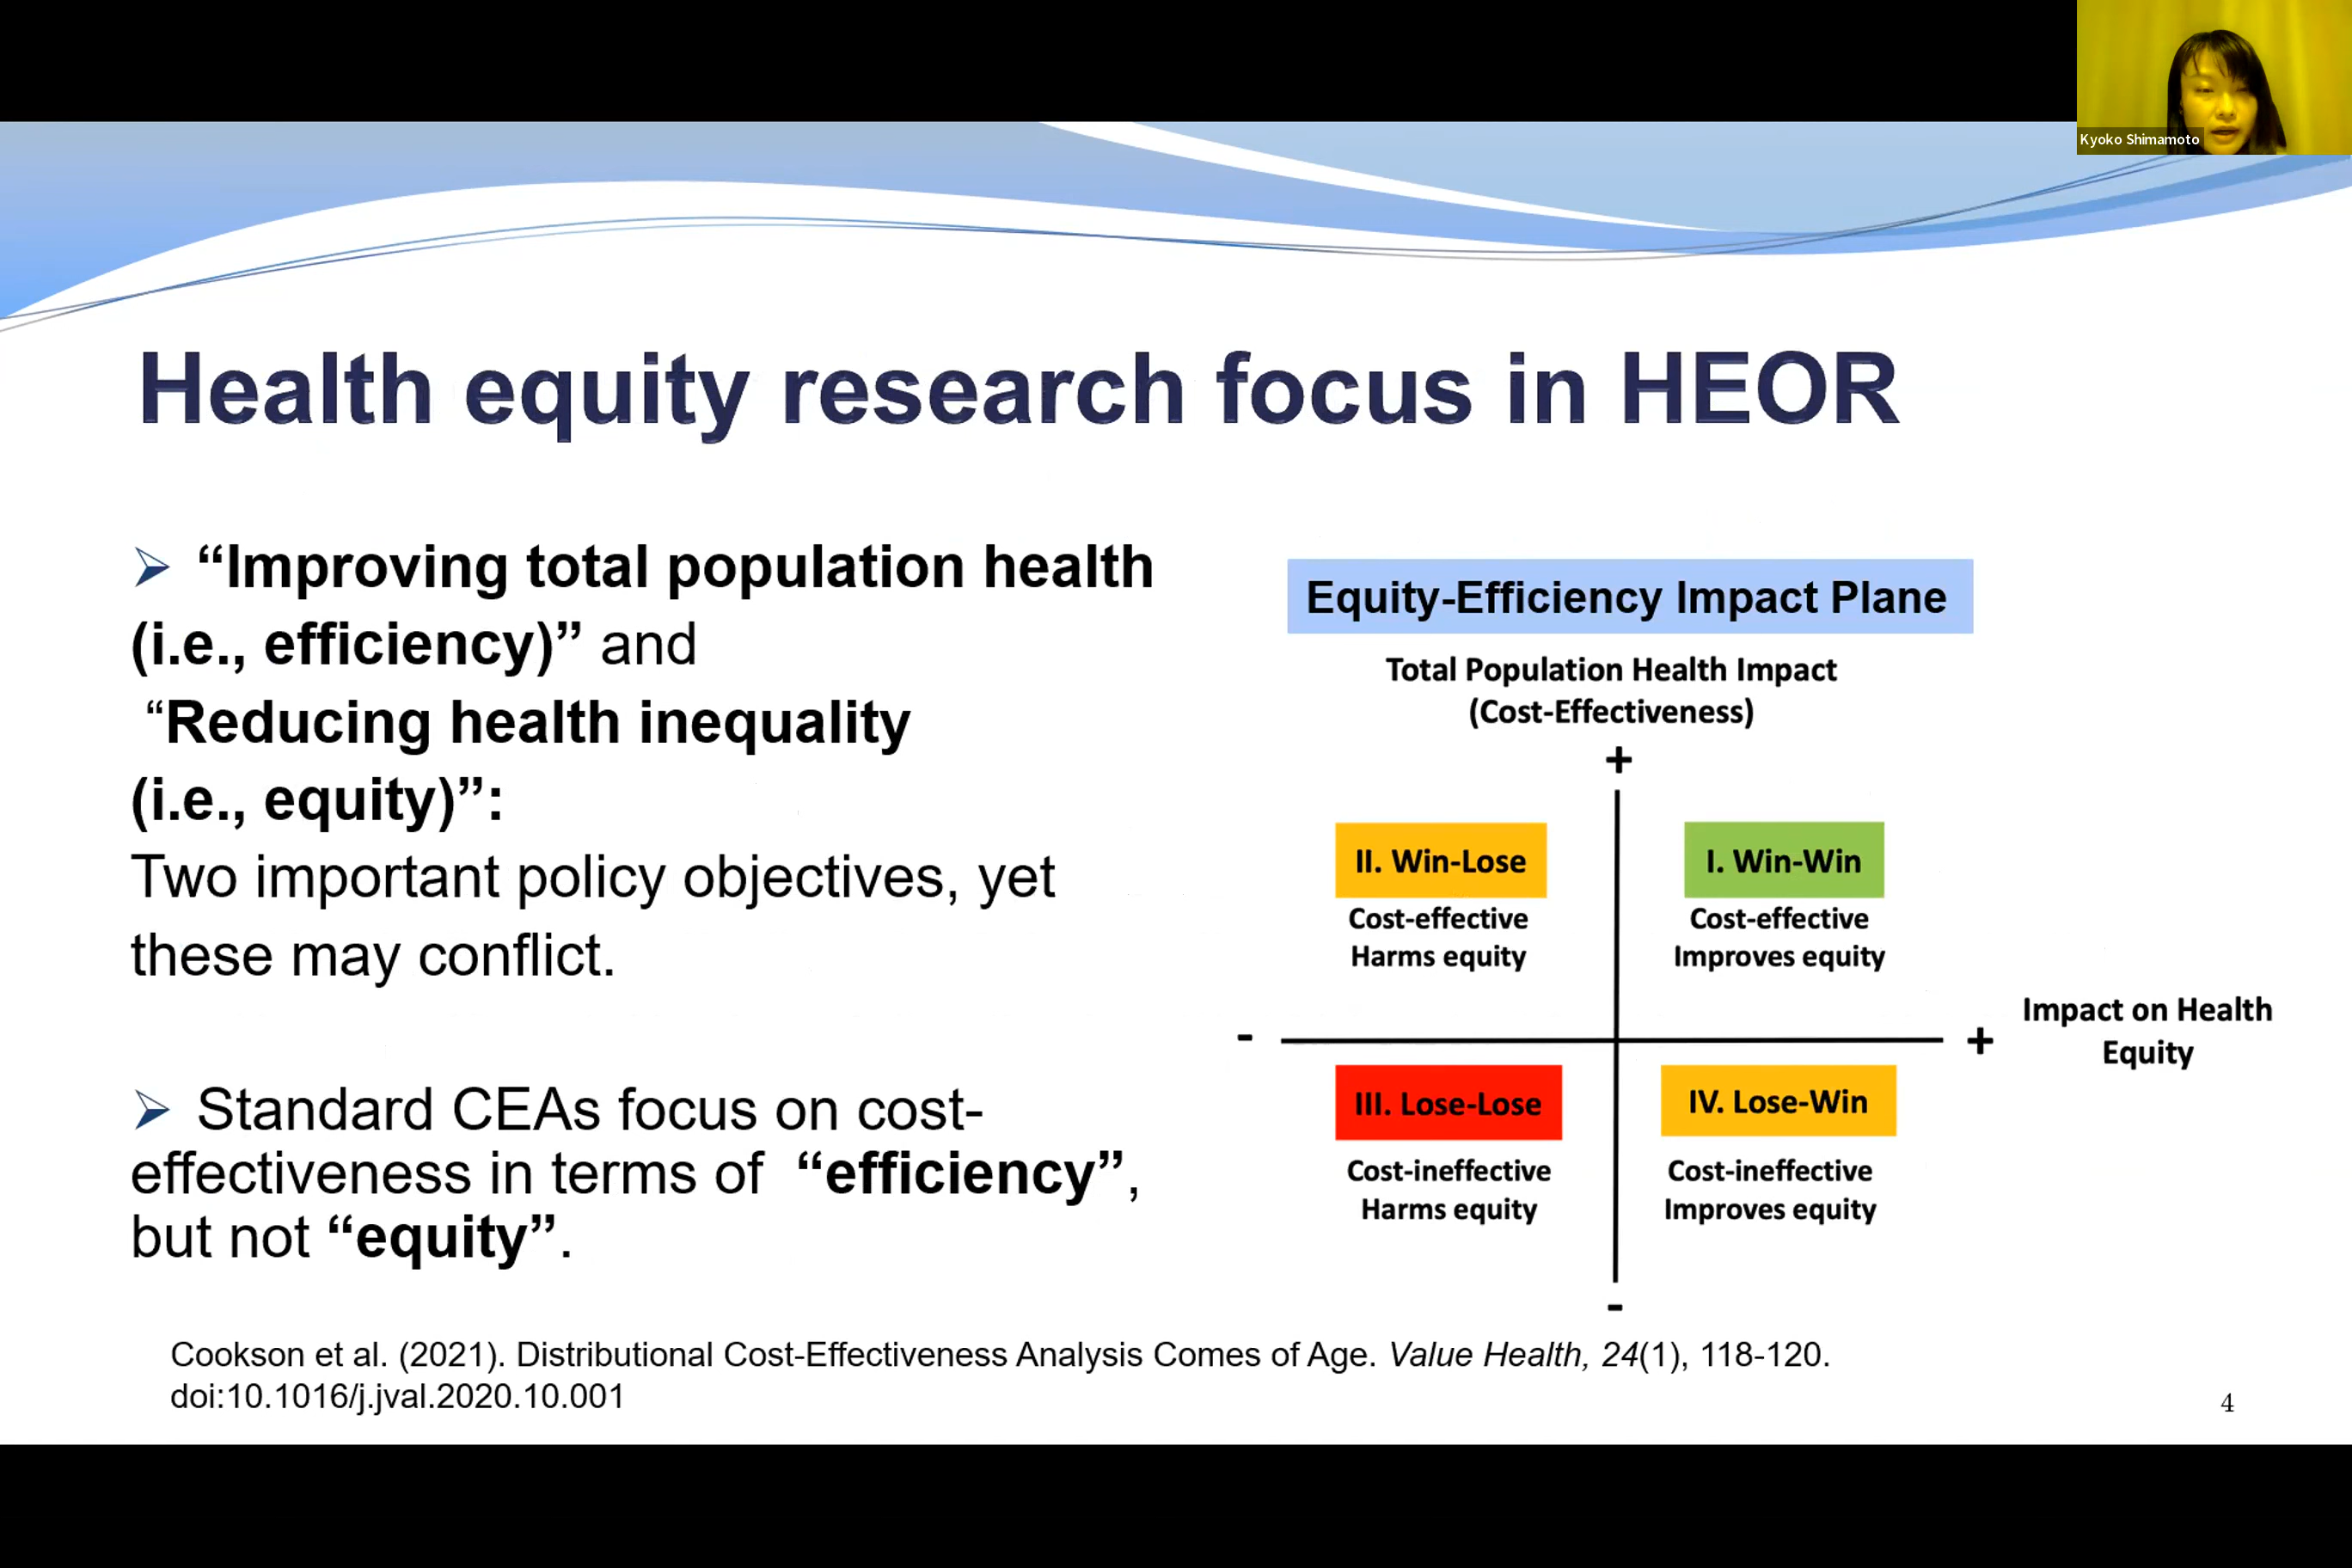 Kyoko Shimamoto
Health equity research focus in HEOR
“Improving total population health
(i.e., efficiency)” and
“Reducing health inequality
(i.e., equity)”:
Two important policy objectives, yet
these may conflict.
Standard CEAs focus on cost-
effectiveness in terms of “efficiency”,
but not “equity”.
Equity-Efficiency Impact Plane
Total Population Health Impact
(Cost-Effectiveness)
+
II. Win-Lose
Cost-effective
Harms equity
I. Win-Win
Cost-effective
Improves equity
-
+
Impact on Health
Equity
III. Lose-Lose
Cost-ineffective
Harms equity
IV. Lose-Win
Cost-ineffective
Improves equity
-
Cookson et al. (2021). Distributional Cost-Effectiveness Analysis Comes of Age. Value Health, 24(1), 118-120.
doi:10.1016/j.jval.2020.10.001
4